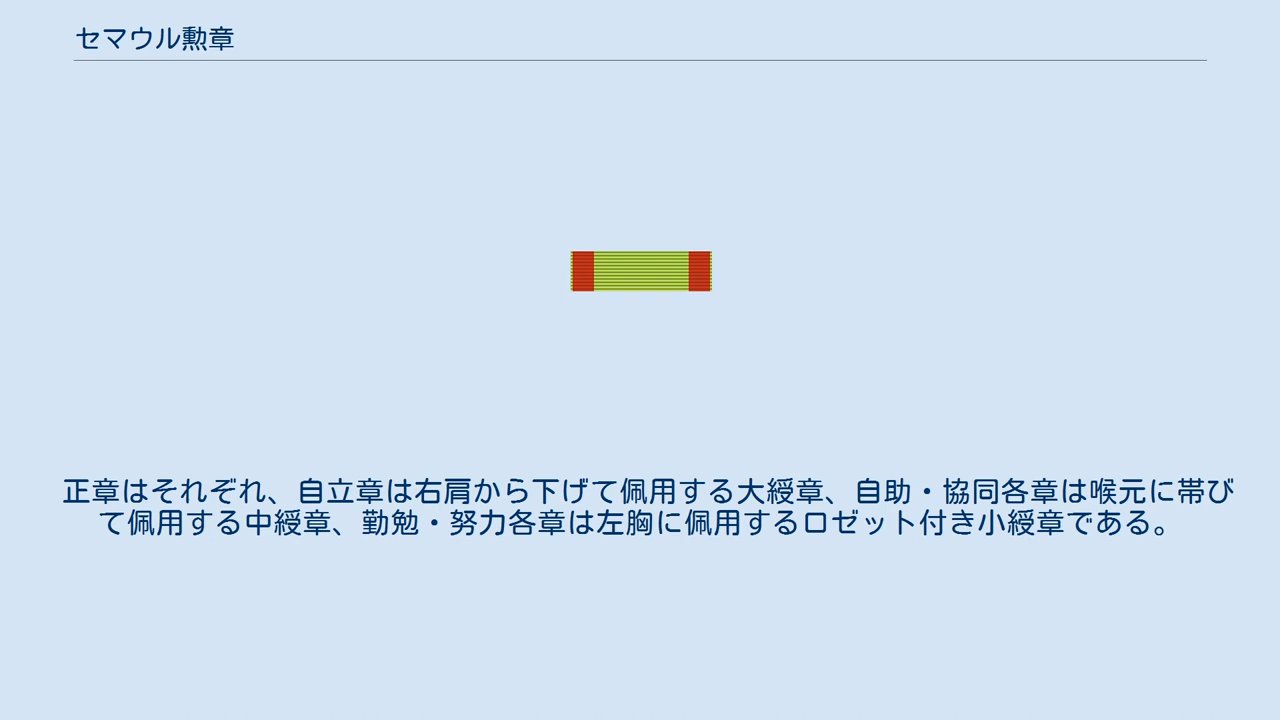 セマウル勲章
正章はそれぞれ、自立章は右肩から下げて佩用する大綬章、自助・協同各章は喉元に帯び
て佩用する中綬章、勤勉・努力各章は左胸に佩用するロゼット付き小綬章である。